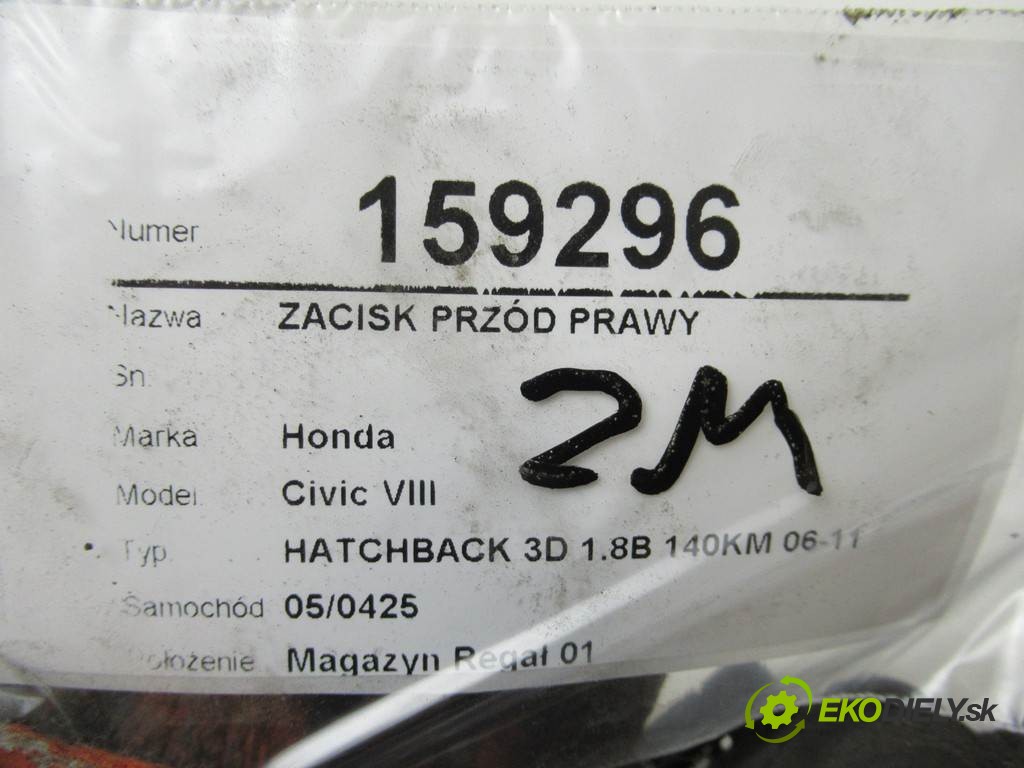 Numer 159296
Nazwa ZACISK PRZÓD PRAWY
Sn.
ZM
Marka Honda
Model Civic VIII
Typ HATCHBACK 3D 1.8B 140KM 06-11
Samochód 05/0425
Położenie Magazyn Regał 01
EKODIELY.sk